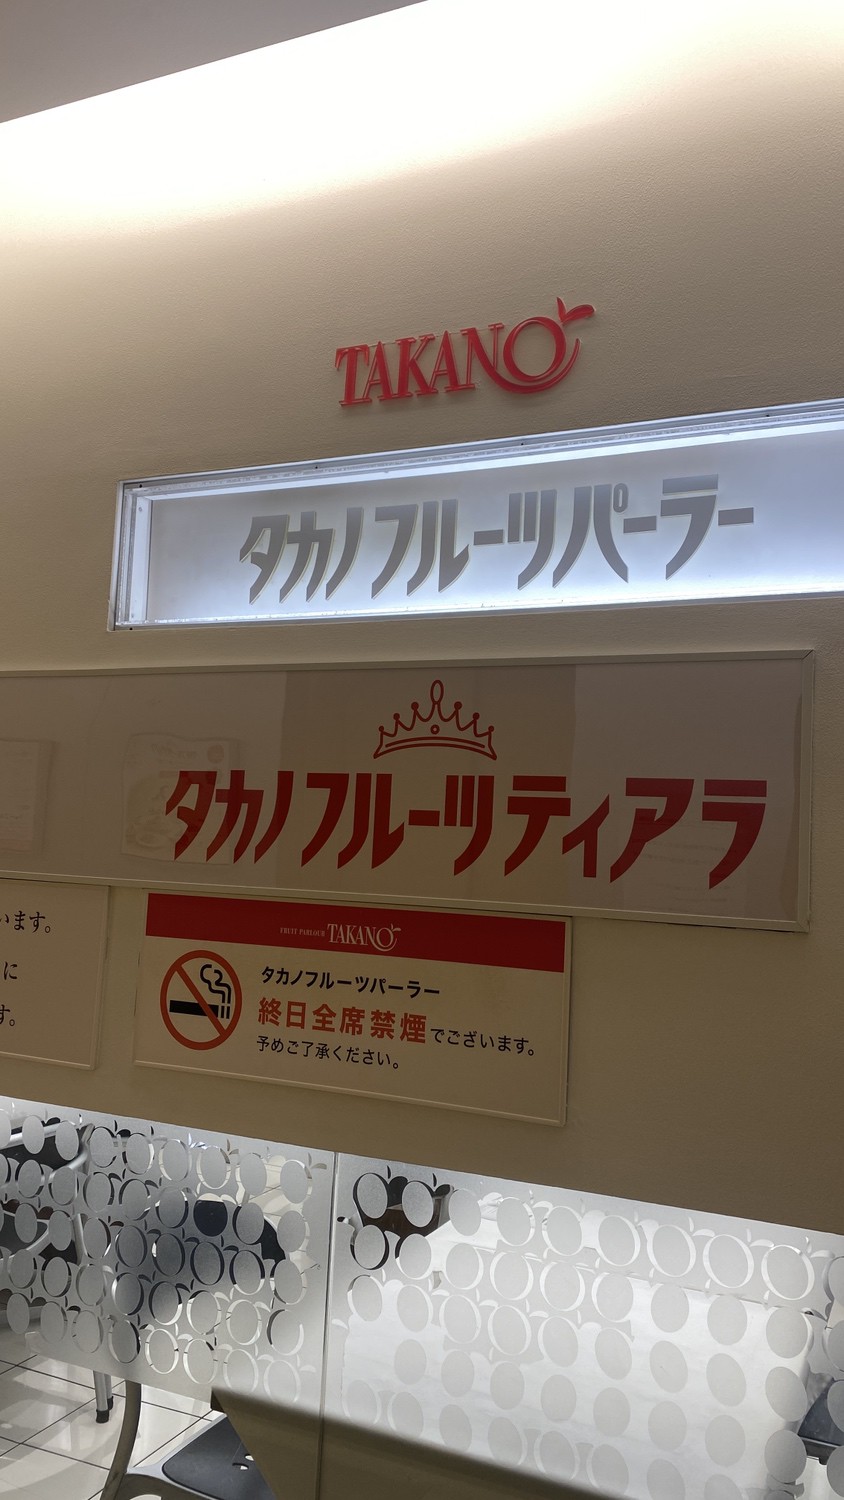 TAKANO
タカノフルーツパーラー
タカノフルーツティアラ
います。
に
す。
FRUIT PARLOUR TAKANO
タカノフルーツパーラー
終日全席禁煙でございます。
予めご了承ください。